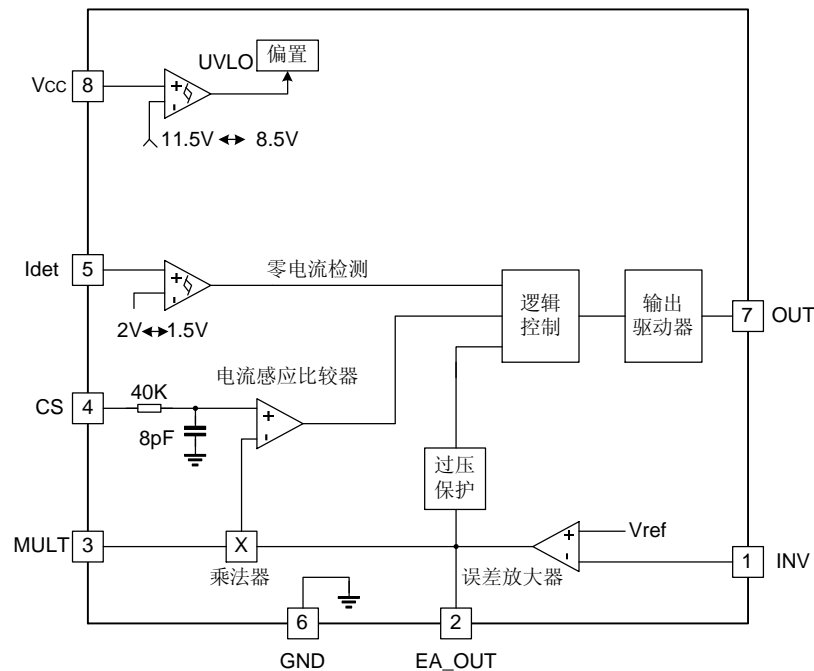 UVLO
偏置
Vcc
8
+
-
11.5V
8.5V
Idet
5
+
-
零电流检测
2V
1.5V
逻辑
控制
输出
驱动器
7
OUT
电流感应比较器
CS
4
40K
8pF
+
-
过压
保护
MULT
3
X
乘法器
+
-
Vref
误差放大器
1
INV
6
GND
2
EA_OUT